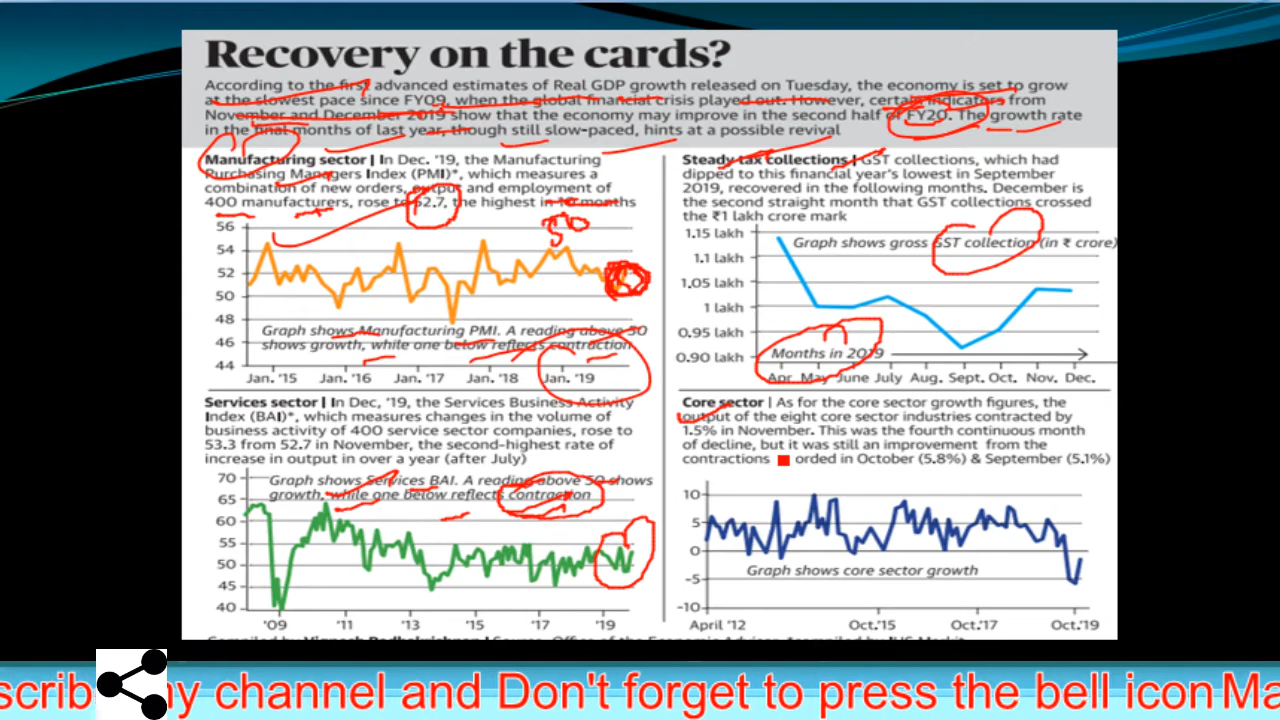 Recovery on the cards?
According to the first advanced estimates of Real GDP growth released on Tuesday, the economy is set to grow
at the slowest pace since FY09, when the global financial crisis played out. However, certain indicators from
November and December 2019 show that the economy may improve in the second half of FY20. The growth rate
in the final months of last year, though still slow-paced, hints at a possible revival
Manufacturing sector | In Dec. '19, the Manufacturing
Purchasing Managers Index (PMI)*, which measures a
combination of new orders, output and employment of
400 manufacturers, rose to 52.7, the highest in 10 months
50
56
54
52
50
48
46
44
Graph shows Manufacturing PMI. A reading above 50
shows growth, while one below reflects contraction
Jan. '15 Jan. '16 Jan. '17 Jan. '18 Jan. '19
Steady tax collections | GST collections, which had
dipped to this financial year's lowest in September
2019, recovered in the following months. December is
the second straight month that GST collections crossed
the ₹1 lakh crore mark
1.15 lakh
1.1 lakh
1.05 lakh
1 lakh
0.95 lakh
0.90 lakh
Graph shows gross GST collection (in ₹ crore)
Months in 2019
Apr May June July Aug. Sept. Oct. Nov. Dec.
Services sector | In Dec, '19, the Services Business Activity
Index (BAI)*, which measures changes in the volume of
business activity of 400 service sector companies, rose to
53.3 from 52.7 in November, the second-highest rate of
increase in output in over a year (after July)
70
65
60
55
50
45
40
Graph shows Services BAI. A reading above 50 shows
growth, while one below reflects contraction
'09 '11 '13 '15 '17 '19
Core sector | As for the core sector growth figures, the
output of the eight core sector industries contracted by
1.5% in November. This was the fourth continuous month
of decline, but it was still an improvement from the
contractions orded in October (5.8%) & September (5.1%)
10
5
0
-5
-10
Graph shows core sector growth
April '12 Oct.'15 Oct.'17 Oct.'19
Compiled by Vignesh Radhakrishnan | Source: Office of the Economic Advisor, *compiled by IHS Markit
scrib my channel and Don't forget to press the bell icon Ma